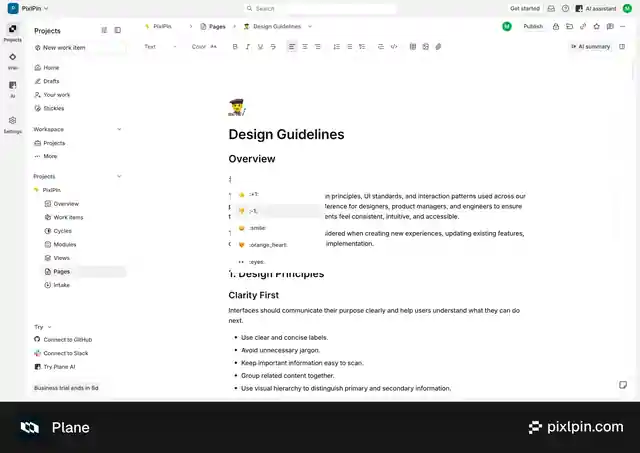 PixlPin
Search
Get started
AI assistant
M
Projects
Wiki
AI
Settings
Projects
New work item
Home
Drafts
Your work
Stickies
Workspace
Projects
More
Projects
PixlPin
Overview
Work items
Cycles
Modules
Views
Pages
Intake
Try
Connect to GitHub
Connect to Slack
Try Plane AI
Business trial ends in 6d
PixlPin > Pages > Design Guidelines
M
Publish
Text
Color
B I U S
AI summary
Design Guidelines
Overview
:
:+1:
:-1:
:smile:
:orange_heart:
:eyes:
n principles, UI standards, and interaction patterns used across our
ference for designers, product managers, and engineers to ensure
ents feel consistent, intuitive, and accessible.
sidered when creating new experiences, updating existing features,
implementation.
1. Design Principles
Clarity First
Interfaces should communicate their purpose clearly and help users understand what they can do
next.
Use clear and concise labels.
Avoid unnecessary jargon.
Keep important information easy to scan.
Group related content together.
Use visual hierarchy to distinguish primary and secondary information.
Plane
pixlpin.com